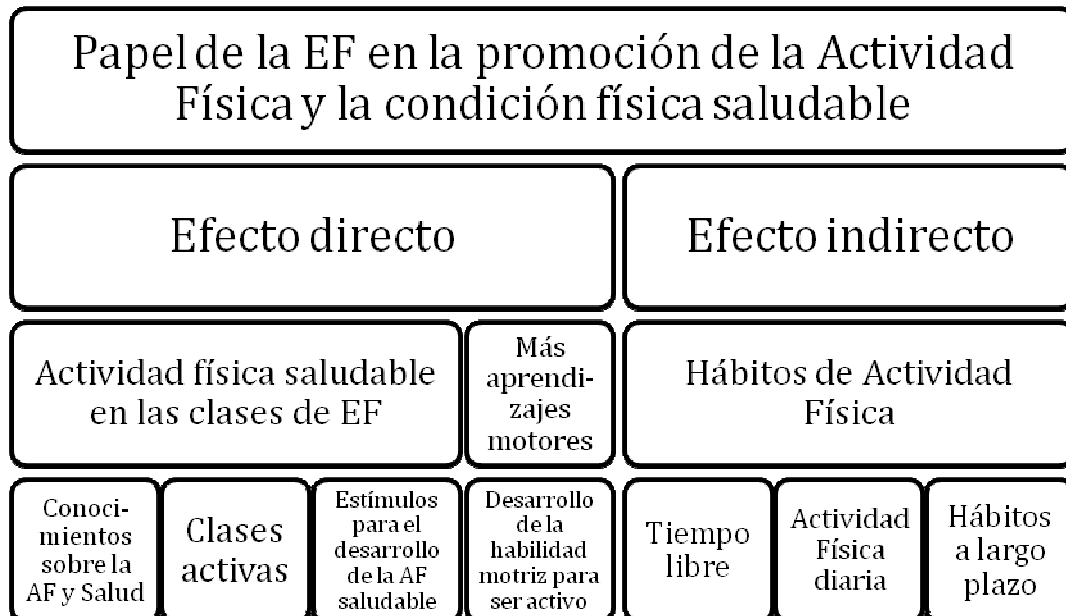 Papel de la EF en la promoción de la Actividad
Física y la condición física saludable
Efecto directo
Efecto indirecto
Actividad física saludable
en las clases de EF
Más
aprendi-
zajes
motores
Hábitos de Actividad
Física
Conoci-
mientos
sobre la
AF y Salud
Clases
activas
Estímulos
para el
desarrollo
de la AF
saludable
Desarrollo
de la
habilidad
motriz para
ser activo
Tiempo
libre
Actividad
Física
diaria
Hábitos
a largo
plazo